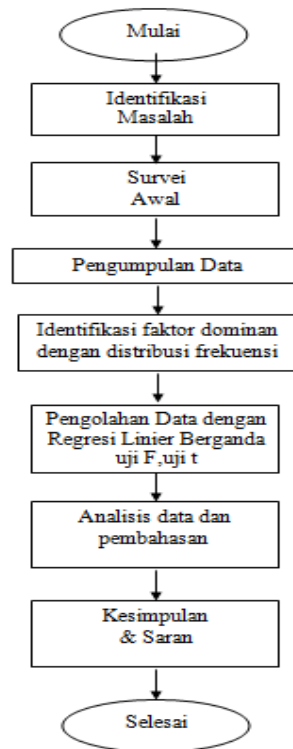 Mulai
Identifikasi
Masalah
Survei
Awal
Pengumpulan Data
Identifikasi faktor dominan
dengan distribusi frekuensi
Pengolahan Data dengan
Regresi Linier Berganda
uji F,uji t
Analisis data dan
pembahasan
Kesimpulan
& Saran
Selesai